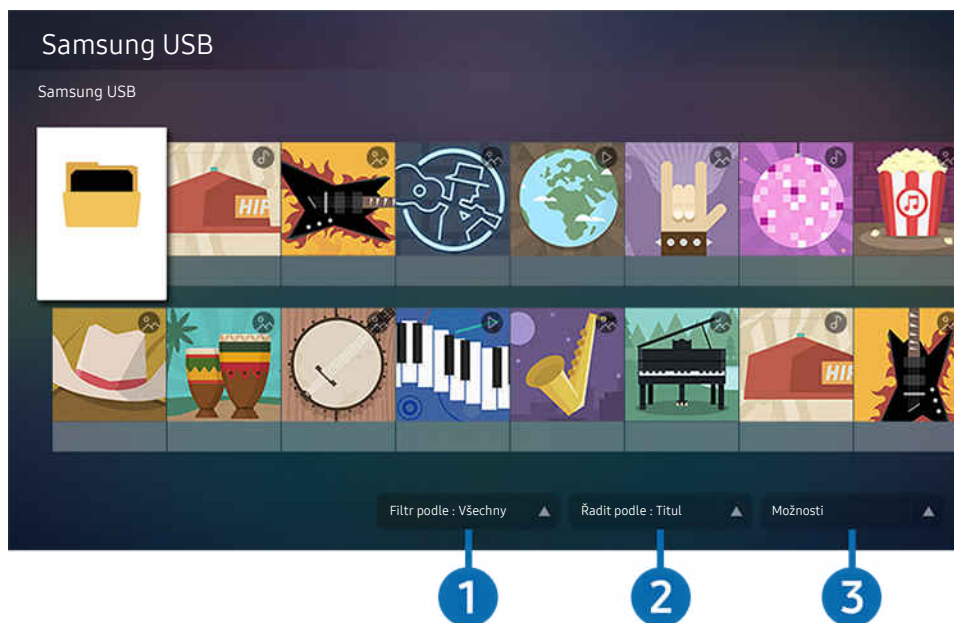 Samsung USB
Samsung USB
HIP
HIP
Filtr podle : Všechny
Řadit podle : Titul
Možnosti
1
2
3